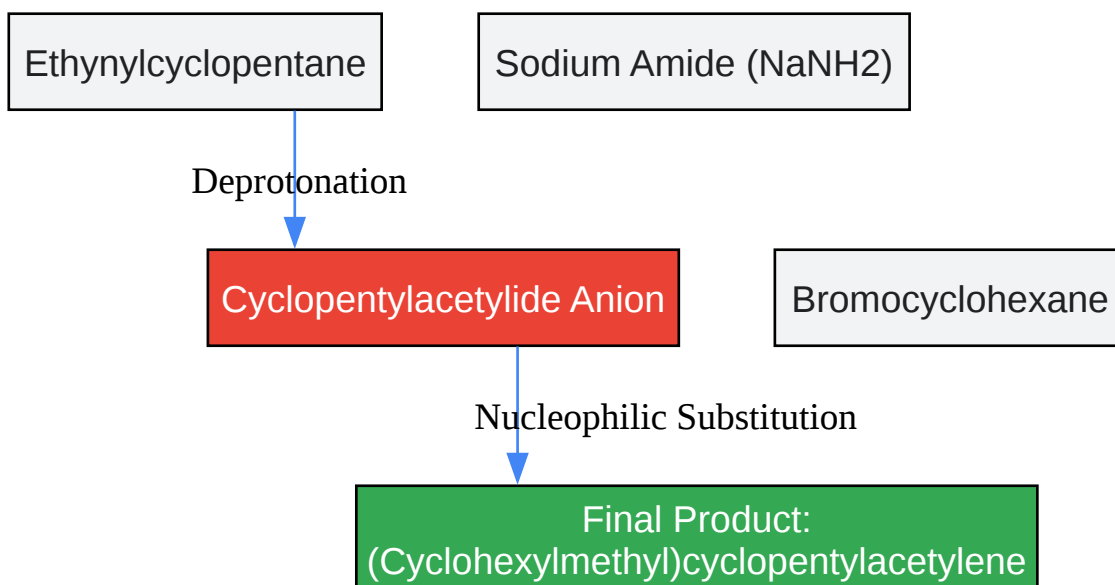 Ethynylcyclopentane
Sodium Amide (NaNH2)
Deprotonation
Cyclopentylacetylide Anion
Bromocyclohexane
Nucleophilic Substitution
Final Product:
(Cyclohexylmethyl)cyclopentylacetylene